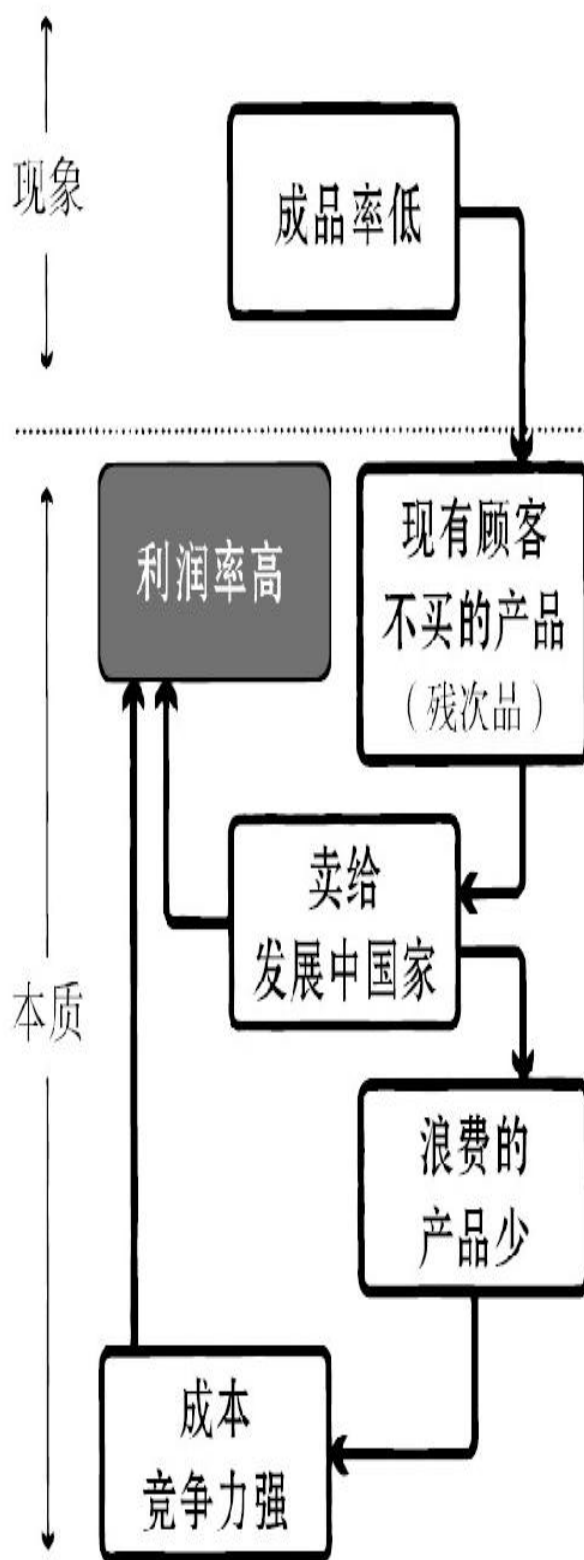 现象
成品率低
利润率高
现有顾客
不买的产品
（残次品）
卖给
发展中国家
本质
浪费的
产品少
成本
竞争力强